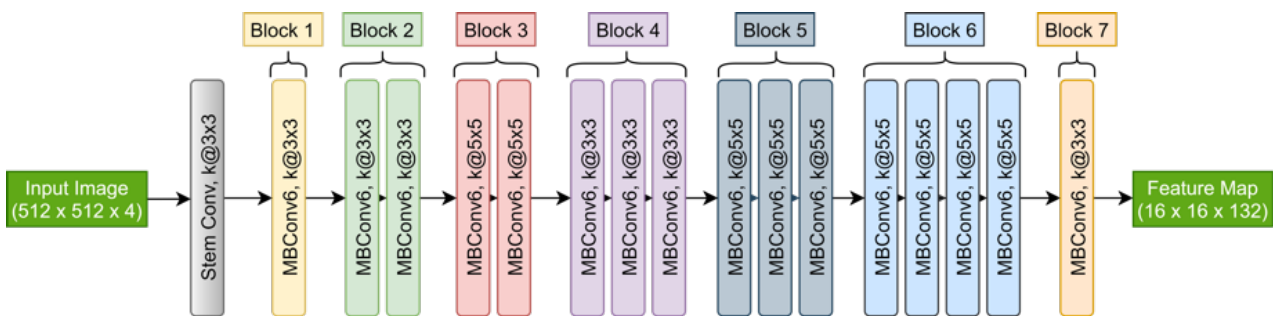 Block 1
Block 2
Block 3
Block 4
Block 5
Block 6
Block 7
Input Image
(512 x 512 x 4)
Stem Conv, k@3x3
MBConv6, k@3x3
MBConv6, k@3x3
MBConv6, k@3x3
MBConv6, k@5x5
MBConv6, k@5x5
MBConv6, k@3x3
MBConv6, k@3x3
MBConv6, k@3x3
MBConv6, k@5x5
MBConv6, k@5x5
MBConv6, k@5x5
MBConv6, k@5x5
MBConv6, k@5x5
MBConv6, k@5x5
MBConv6, k@5x5
MBConv6, k@3x3
Feature Map
(16 x 16 x 132)